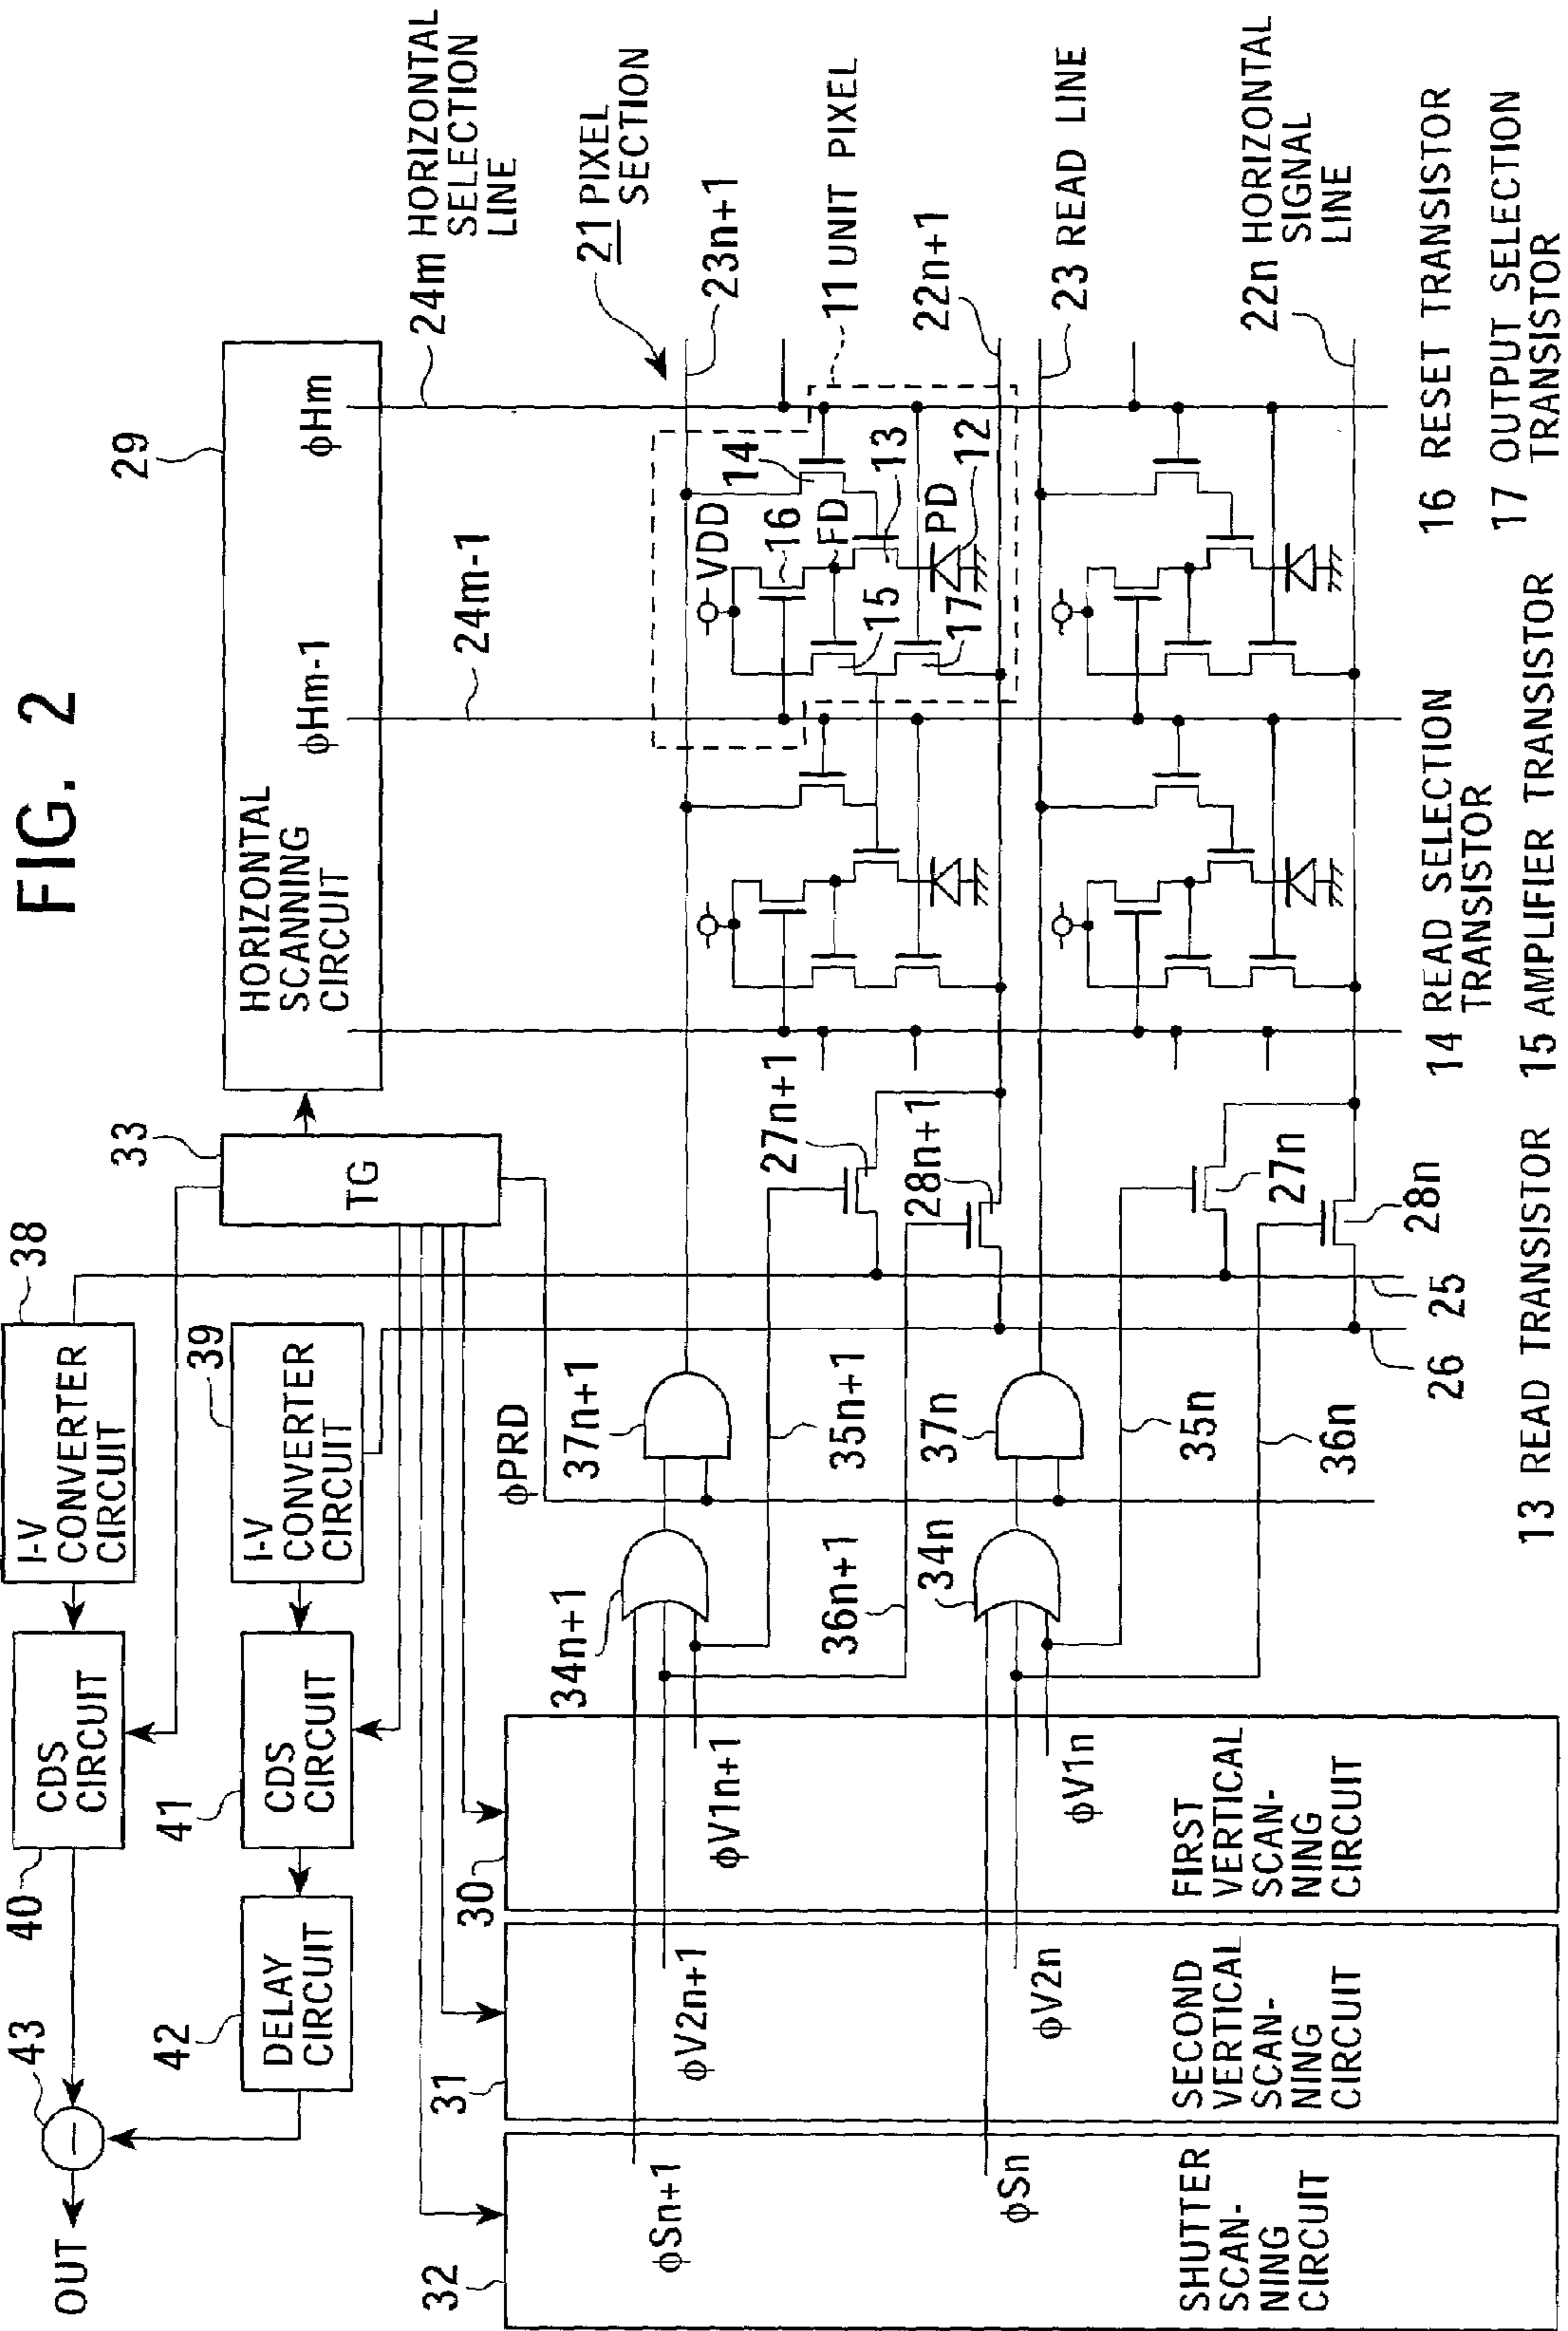 FIG. 2
OUT
43
40
CDS
CIRCUIT
38
I-V
CONVERTER
CIRCUIT
33
TG
29
HORIZONTAL
SCANNING
CIRCUIT
φHm-1
φHm
42
DELAY
CIRCUIT
41
CDS
CIRCUIT
39
I-V
CONVERTER
CIRCUIT
24m-1
24m HORIZONTAL
SELECTION
LINE
21 PIXEL
SECTION
23n+1
11 UNIT PIXEL
22n+1
23 READ LINE
22n HORIZONTAL
SIGNAL
LINE
VDD
14
16
FD
13
15
PD
12
17
32
31
30
φSn+1
φV2n+1
φV1n+1
34n+1
φPRD
37n+1
27n+1
28n+1
35n+1
36n+1
34n
37n
φSn
φV2n
φV1n
27n
28n
35n
36n
26
25
SHUTTER
SCAN-
NING
CIRCUIT
SECOND
VERTICAL
SCAN-
NING
CIRCUIT
FIRST
VERTICAL
SCAN-
NING
CIRCUIT
13 READ TRANSISTOR
14 READ SELECTION
TRANSISTOR
15 AMPLIFIER TRANSISTOR
16 RESET TRANSISTOR
17 OUTPUT SELECTION
TRANSISTOR